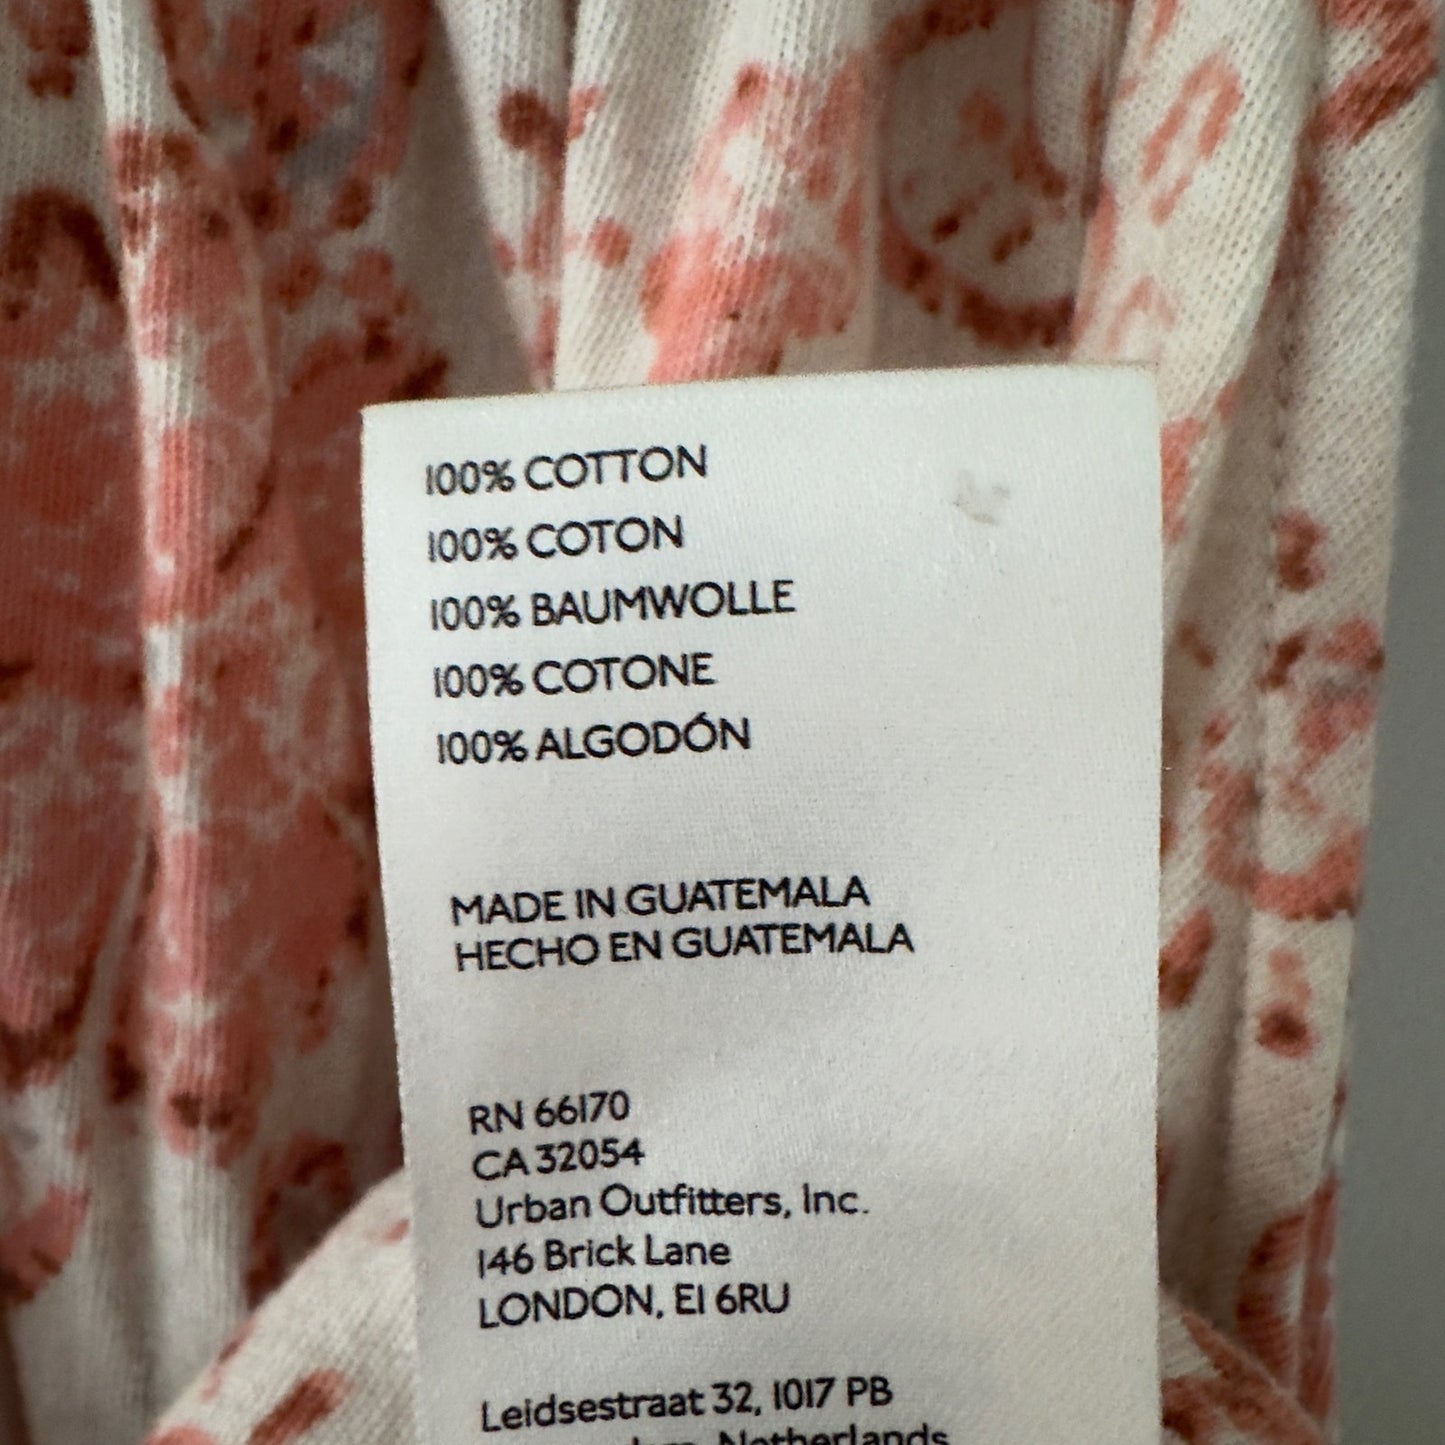 100% COTTON
100% COTON
100% BAUMWOLLE
100% COTONE
100% ALGODÓN
MADE IN GUATEMALA
HECHO EN GUATEMALA
RN 66170
CA 32054
Urban Outfitters, Inc.
146 Brick Lane
LONDON, E1 6RU
Leidsestraat 32, 1017 PB
Netherlands